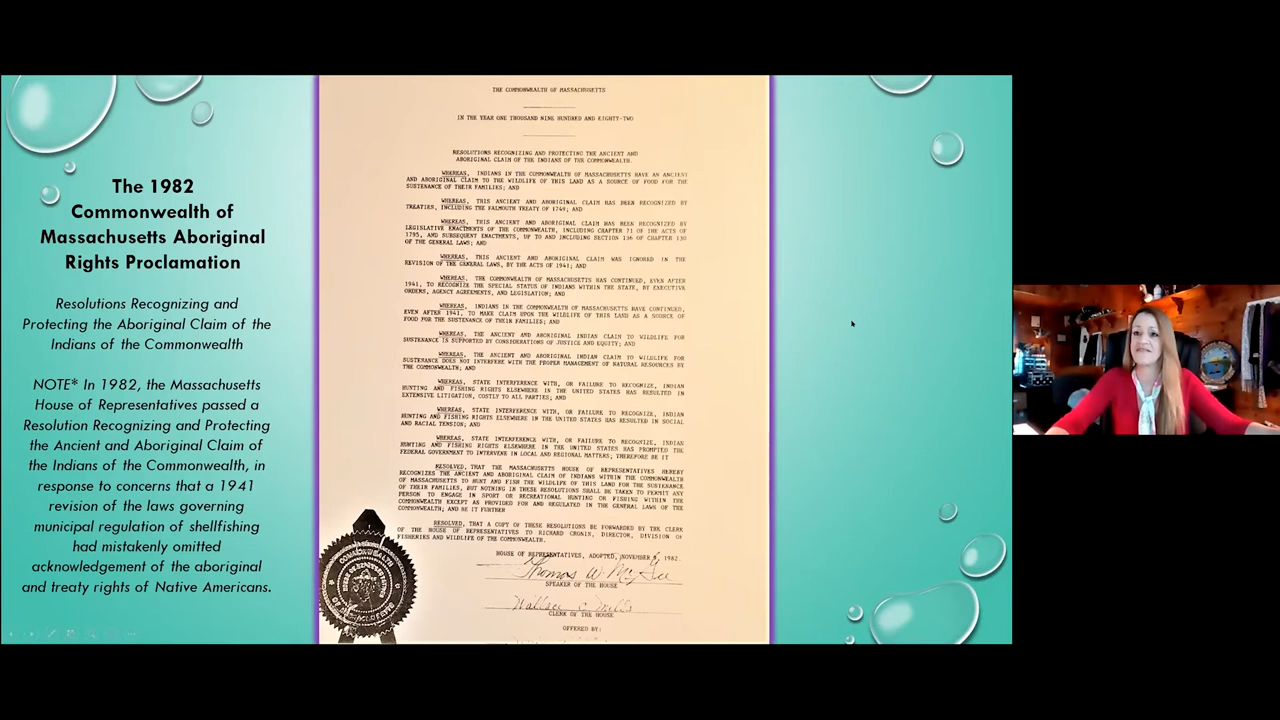 The 1982
Commonwealth of
Massachusetts Aboriginal
Rights Proclamation
Resolutions Recognizing and
Protecting the Aboriginal Claim of the
Indians of the Commonwealth
NOTE* In 1982, the Massachusetts
House of Representatives passed a
Resolution Recognizing and Protecting
the Ancient and Aboriginal Claim of
the Indians of the Commonwealth, in
response to concerns that a 1941
revision of the laws governing
municipal regulation of shellfishing
had mistakenly omitted
acknowledgement of the aboriginal
and treaty rights of Native Americans.
THE COMMONWEALTH OF MASSACHUSETTS
IN THE YEAR ONE THOUSAND NINE HUNDRED AND EIGHTY-TWO
RESOLUTIONS RECOGNIZING AND PROTECTING THE ANCIENT AND
ABORIGINAL CLAIM OF THE INDIANS OF THE COMMONWEALTH.
WHEREAS, INDIANS IN THE COMMONWEALTH OF MASSACHUSETTS HAVE AN ANCIENT
AND ABORIGINAL CLAIM TO THE WILDLIFE OF THIS LAND AS A SOURCE OF FOOD FOR THE
SUSTENANCE OF THEIR FAMILIES; AND
WHEREAS, THIS ANCIENT AND ABORIGINAL CLAIM HAS BEEN RECOGNIZED BY
TREATIES, INCLUDING THE FALMOUTH TREATY OF 1749; AND
WHEREAS, THIS ANCIENT AND ABORIGINAL CLAIM HAS BEEN RECOGNIZED BY
LEGISLATIVE ENACTMENTS OF THE COMMONWEALTH, INCLUDING CHAPTER 71 OF THE ACTS OF
1795, AND SUBSEQUENT ENACTMENTS, UP TO AND INCLUDING SECTION 136 OF CHAPTER 130
OF THE GENERAL LAWS; AND
WHEREAS, THIS ANCIENT AND ABORIGINAL CLAIM WAS IGNORED IN THE
REVISION OF THE GENERAL LAWS, BY THE ACTS OF 1941; AND
WHEREAS, THE COMMONWEALTH OF MASSACHUSETTS HAS CONTINUED, EVEN AFTER
1941, TO RECOGNIZE THE SPECIAL STATUS OF INDIANS WITHIN THE STATE, BY EXECUTIVE
ORDERS, AGENCY AGREEMENTS, AND LEGISLATION; AND
WHEREAS, INDIANS IN THE COMMONWEALTH OF MASSACHUSETTS HAVE CONTINUED,
EVEN AFTER 1941, TO MAKE CLAIM UPON THE WILDLIFE OF THIS LAND AS A SOURCE OF
FOOD FOR THE SUSTENANCE OF THEIR FAMILIES; AND
WHEREAS, THE ANCIENT AND ABORIGINAL INDIAN CLAIM TO WILDLIFE FOR
SUSTENANCE IS SUPPORTED BY CONSIDERATIONS OF JUSTICE AND EQUITY; AND
WHEREAS, THE ANCIENT AND ABORIGINAL INDIAN CLAIM TO WILDLIFE FOR
SUSTENANCE DOES NOT INTERFERE WITH THE PROPER MANAGEMENT OF NATURAL RESOURCES BY
THE COMMONWEALTH; AND
WHEREAS, STATE INTERFERENCE WITH, OR FAILURE TO RECOGNIZE, INDIAN
HUNTING AND FISHING RIGHTS ELSEWHERE IN THE UNITED STATES HAS RESULTED IN
EXTENSIVE LITIGATION, COSTLY TO ALL PARTIES; AND
WHEREAS, STATE INTERFERENCE WITH, OR FAILURE TO RECOGNIZE, INDIAN
HUNTING AND FISHING RIGHTS ELSEWHERE IN THE UNITED STATES HAS RESULTED IN SOCIAL
AND RACIAL TENSION; AND
WHEREAS, STATE INTERFERENCE WITH, OR FAILURE TO RECOGNIZE, INDIAN
HUNTING AND FISHING RIGHTS ELSEWHERE IN THE UNITED STATES HAS PROMPTED THE
FEDERAL GOVERNMENT TO INTERVENE IN LOCAL AND REGIONAL MATTERS; THEREFORE BE IT
RESOLVED, THAT THE MASSACHUSETTS HOUSE OF REPRESENTATIVES HEREBY
RECOGNIZES THE ANCIENT AND ABORIGINAL CLAIM OF INDIANS WITHIN THE COMMONWEALTH
OF MASSACHUSETTS TO HUNT AND FISH THE WILDLIFE OF THIS LAND FOR THE SUSTENANCE
OF THEIR FAMILIES, BUT NOTHING IN THESE RESOLUTIONS SHALL BE TAKEN TO PERMIT ANY
PERSON TO ENGAGE IN SPORT OR RECREATIONAL HUNTING OR FISHING WITHIN THE
COMMONWEALTH EXCEPT AS PROVIDED FOR AND REGULATED IN THE GENERAL LAWS OF THE
COMMONWEALTH; AND BE IT FURTHER
RESOLVED, THAT A COPY OF THESE RESOLUTIONS BE FORWARDED BY THE CLERK
OF THE HOUSE OF REPRESENTATIVES TO RICHARD CRONIN, DIRECTOR, DIVISION OF
FISHERIES AND WILDLIFE OF THE COMMONWEALTH.
HOUSE OF REPRESENTATIVES, ADOPTED, NOVEMBER 1982.
Thomas W. McGee
SPEAKER OF THE HOUSE
Wallace C. Mills
CLERK OF THE HOUSE
OFFERED BY:
COMMONWEALTH